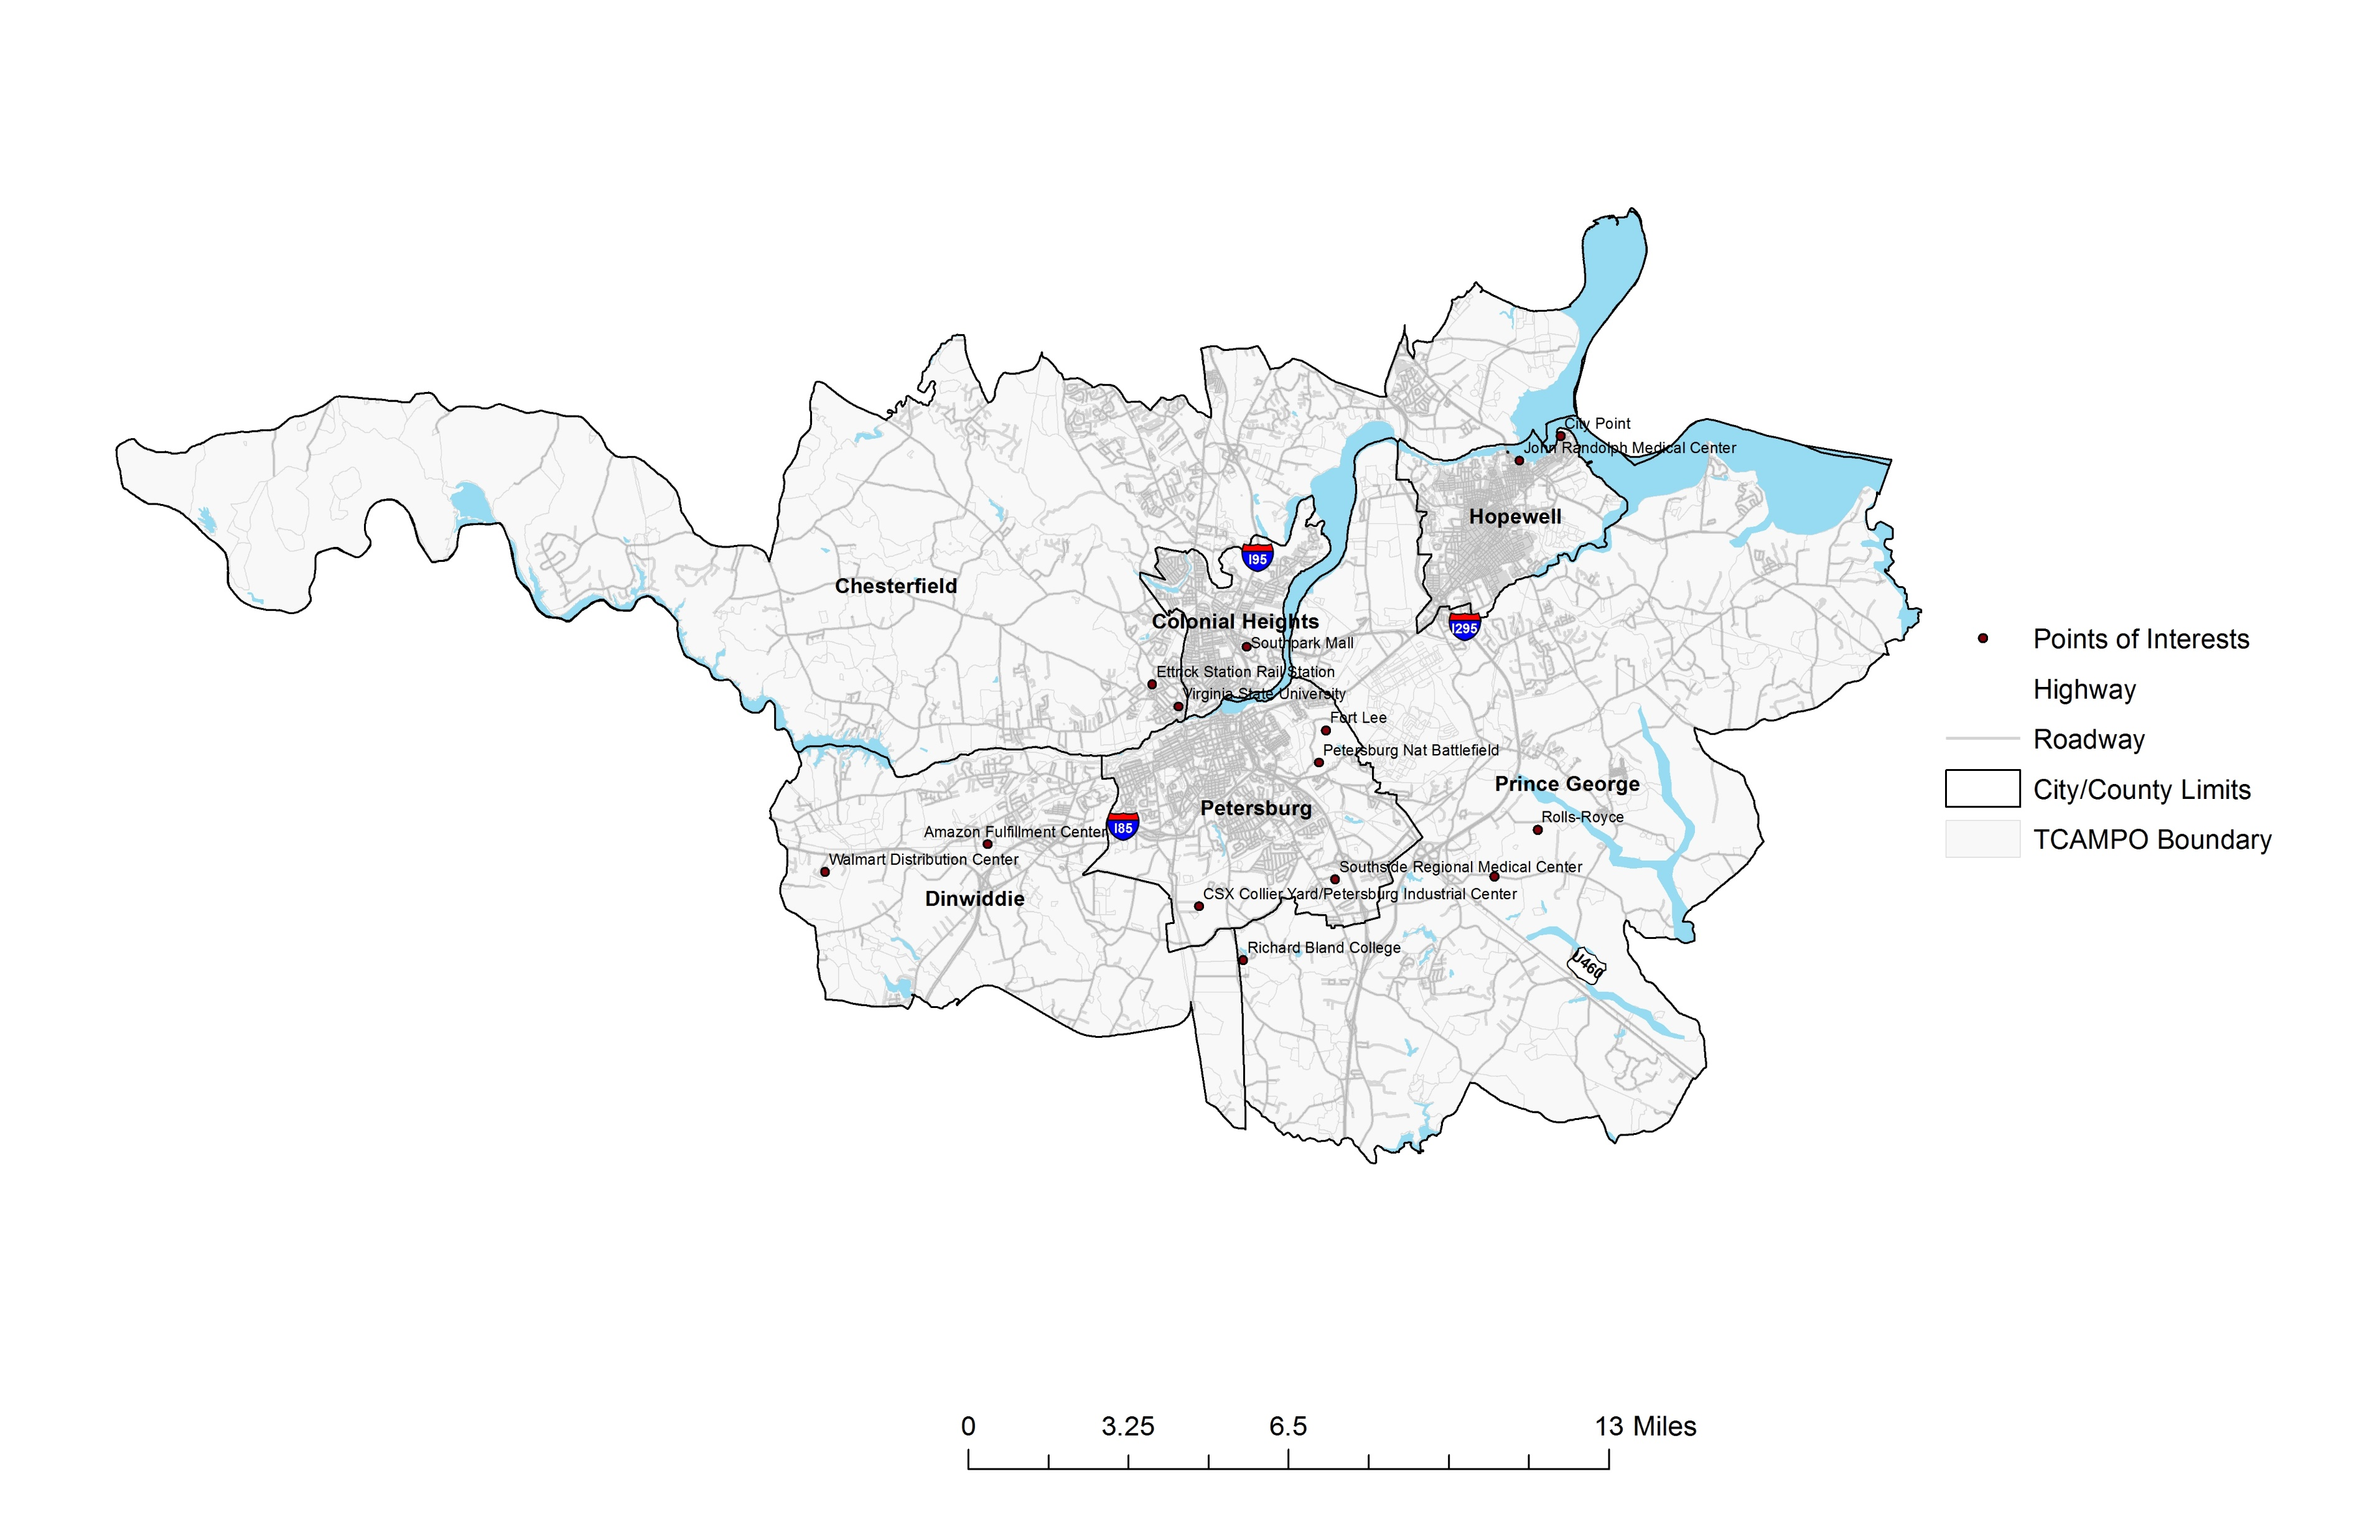 City Point
John Randolph Medical Center
Hopewell
I95
Chesterfield
Colonial Heights
I295
Southpark Mall
Ettrick Station Rail Station
Virginia State University
Fort Lee
Petersburg Nat Battlefield
Prince George
Petersburg
Rolls-Royce
I85
Amazon Fulfillment Center
Walmart Distribution Center
Southside Regional Medical Center
Dinwiddie
CSX Collier Yard/Petersburg Industrial Center
Richard Bland College
U460
Points of Interests
Highway
Roadway
City/County Limits
TCAMPO Boundary
0 3.25 6.5 13 Miles